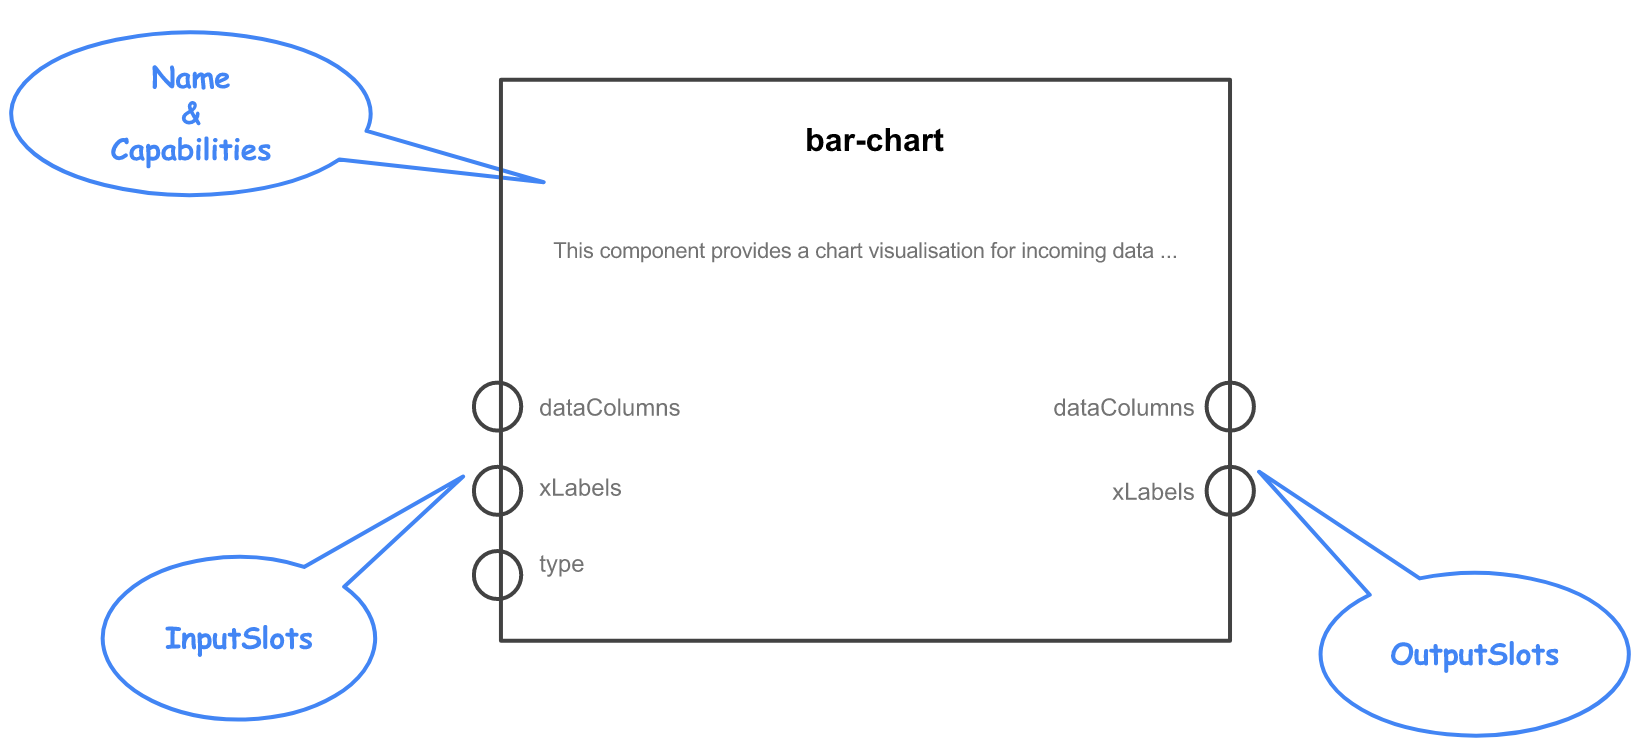 Name
&
Capabilities
bar-chart
This component provides a chart visualisation for incoming data ...
dataColumns
dataColumns
xLabels
xLabels
type
InputSlots
OutputSlots